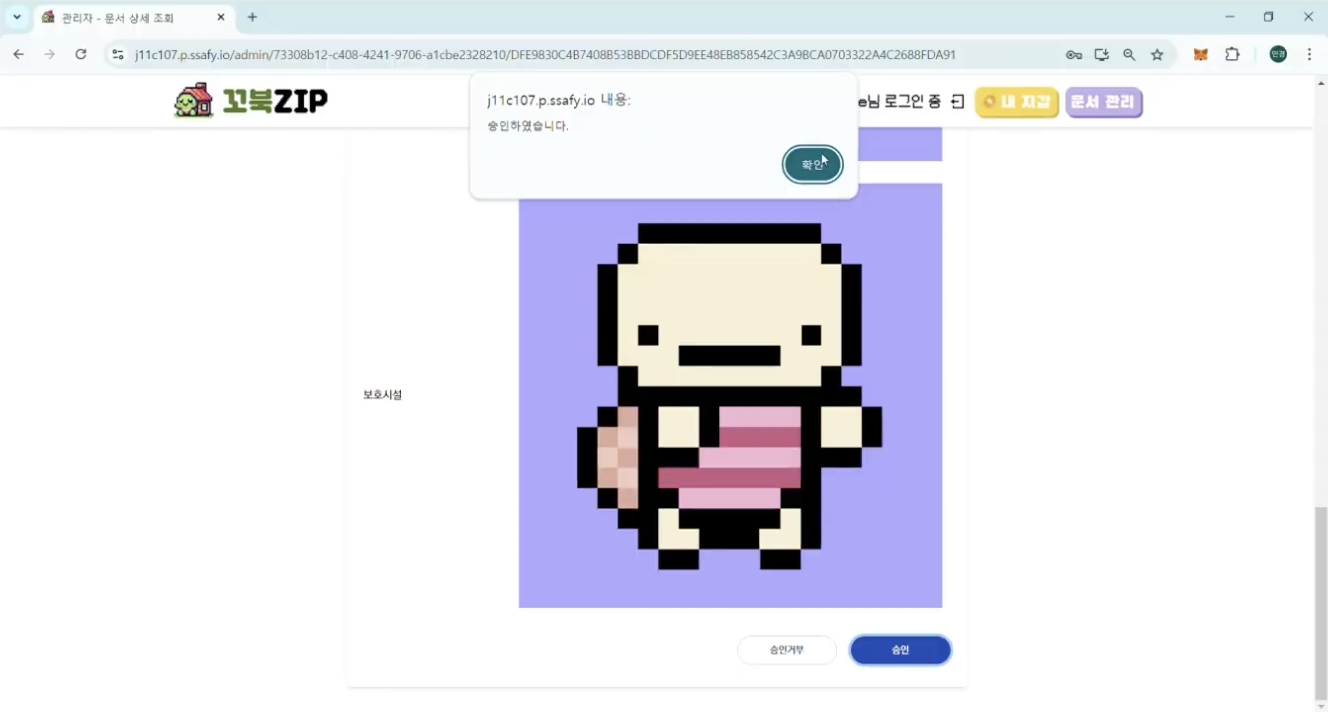 관리자 - 문서 상세 조회
j11c107.p.ssafy.io/admin/73308b12-c408-4241-9706-a1cbe2328210/DFE9830C4B7408B53BBDCDF5D9EE48EB858542C3A9BCA0703322A4C2688FDA91
민경
꼬북ZIP
e님 로그인 중
내 지갑
문서 관리
j11c107.p.ssafy.io 내용:
승인하였습니다.
확인
보호시설
승인거부
승인